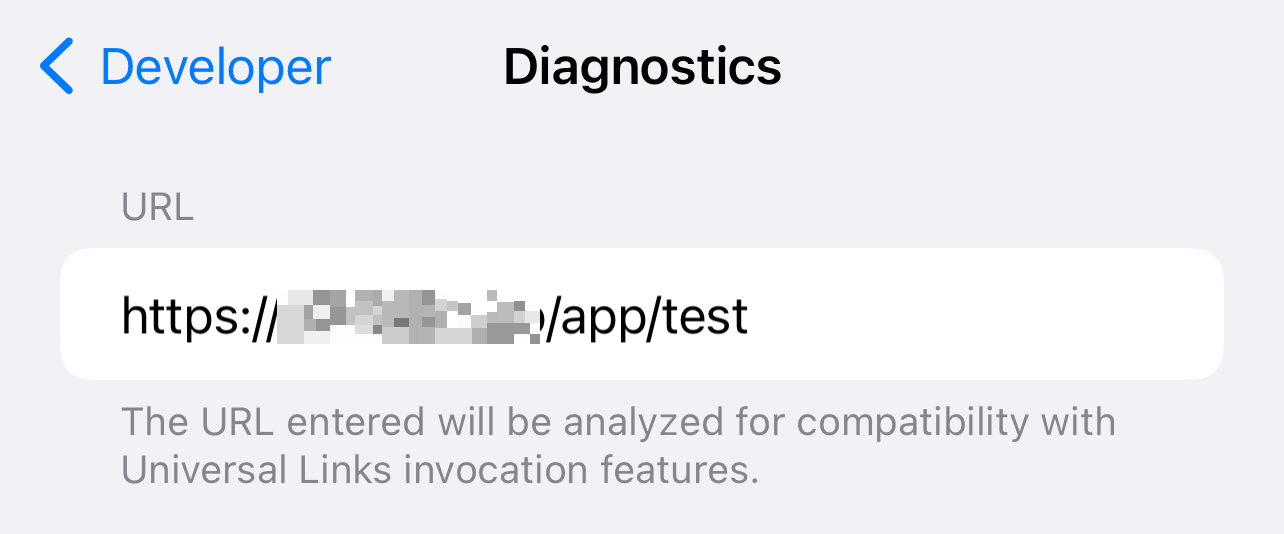 Developer
Diagnostics
URL
https:///app/test
The URL entered will be analyzed for compatibility with
Universal Links invocation features.